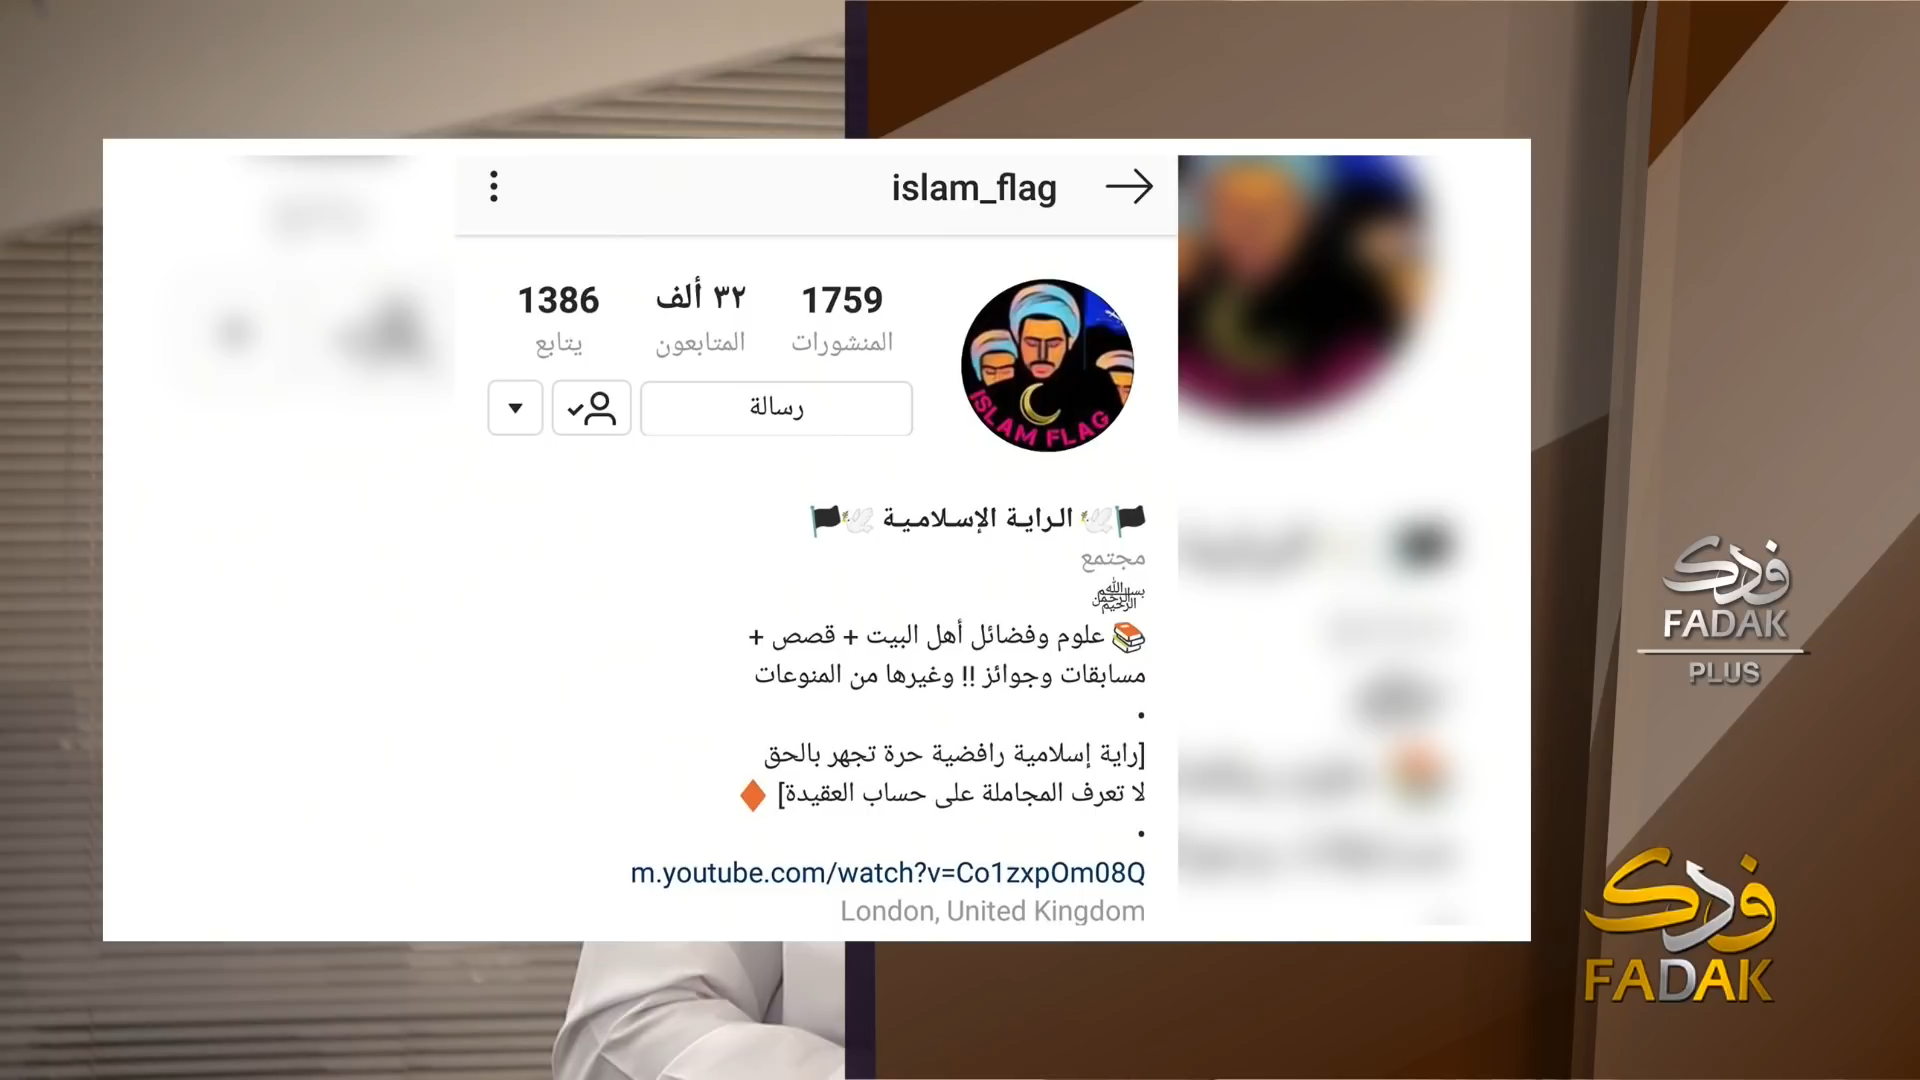 islam_flag
1759
٣٢ ألف
1386
المنشورات
المتابعون
يتابع
رسالة
ISLAM FLAG
🏴🕊 الرايـة الإسـلاميـة 🕊🏴
مجتمع
﷽
📚 علوم وفضائل أهل البيت + قصص +
مسابقات وجوائز !! وغيرها من المنوعات
•
[راية إسلامية رافضية حرة تجهر بالحق
لا تعرف المجاملة على حساب العقيدة] ♦
•
m.youtube.com/watch?v=Co1zxpOm08Q
London, United Kingdom
فدك
FADAK
PLUS
فدك
FADAK